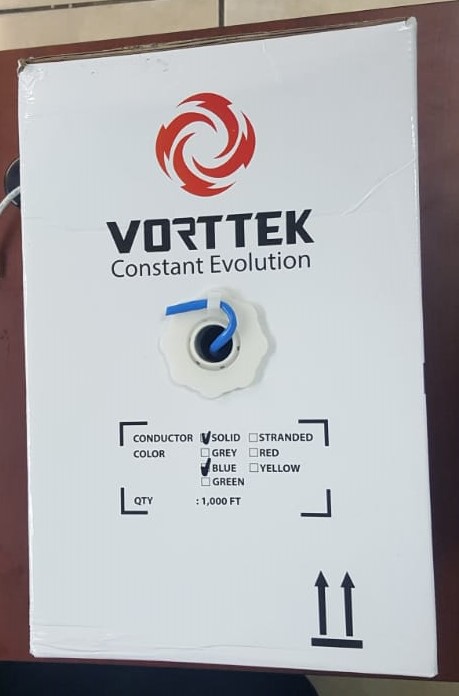 VORTTEK
Constant Evolution
CONDUCTOR SOLID STRANDED
COLOR GREY RED
BLUE YELLOW
GREEN
QTY : 1,000 FT